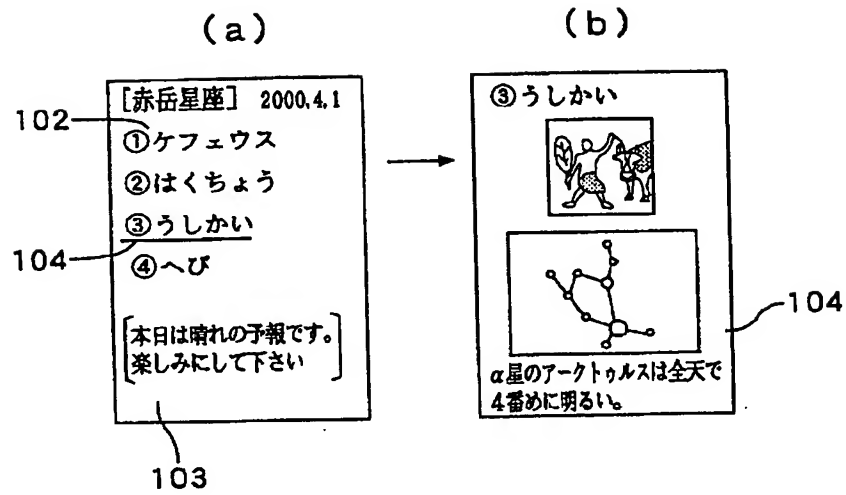 (a)
[赤岳星座] 2000.4.1
102
①ケフェウス
②はくちょう
③うしかい
104
④へび
本日は晴れの予報です。
楽しみにして下さい
103
(b)
③うしかい
104
α星のアークトゥルスは全天で
4番めに明るい。